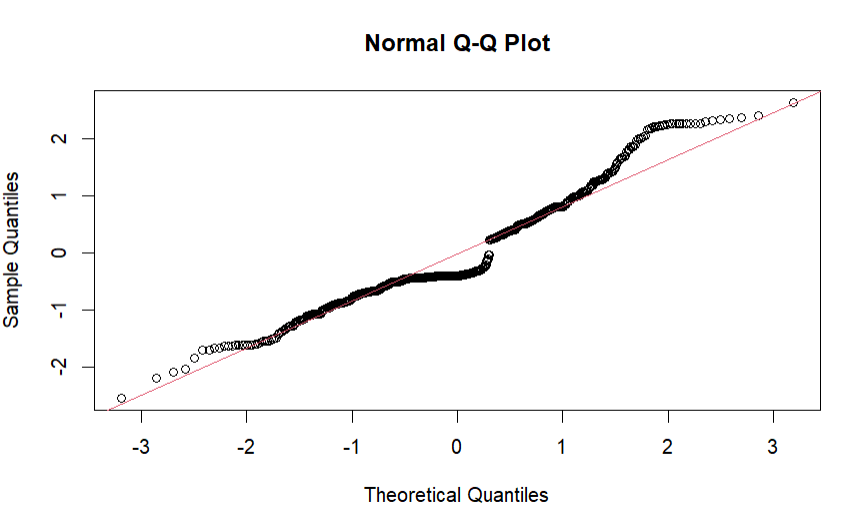 Normal Q-Q Plot
Sample Quantiles
2
1
0
-1
-2
-3 -2 -1 0 1 2 3
Theoretical Quantiles